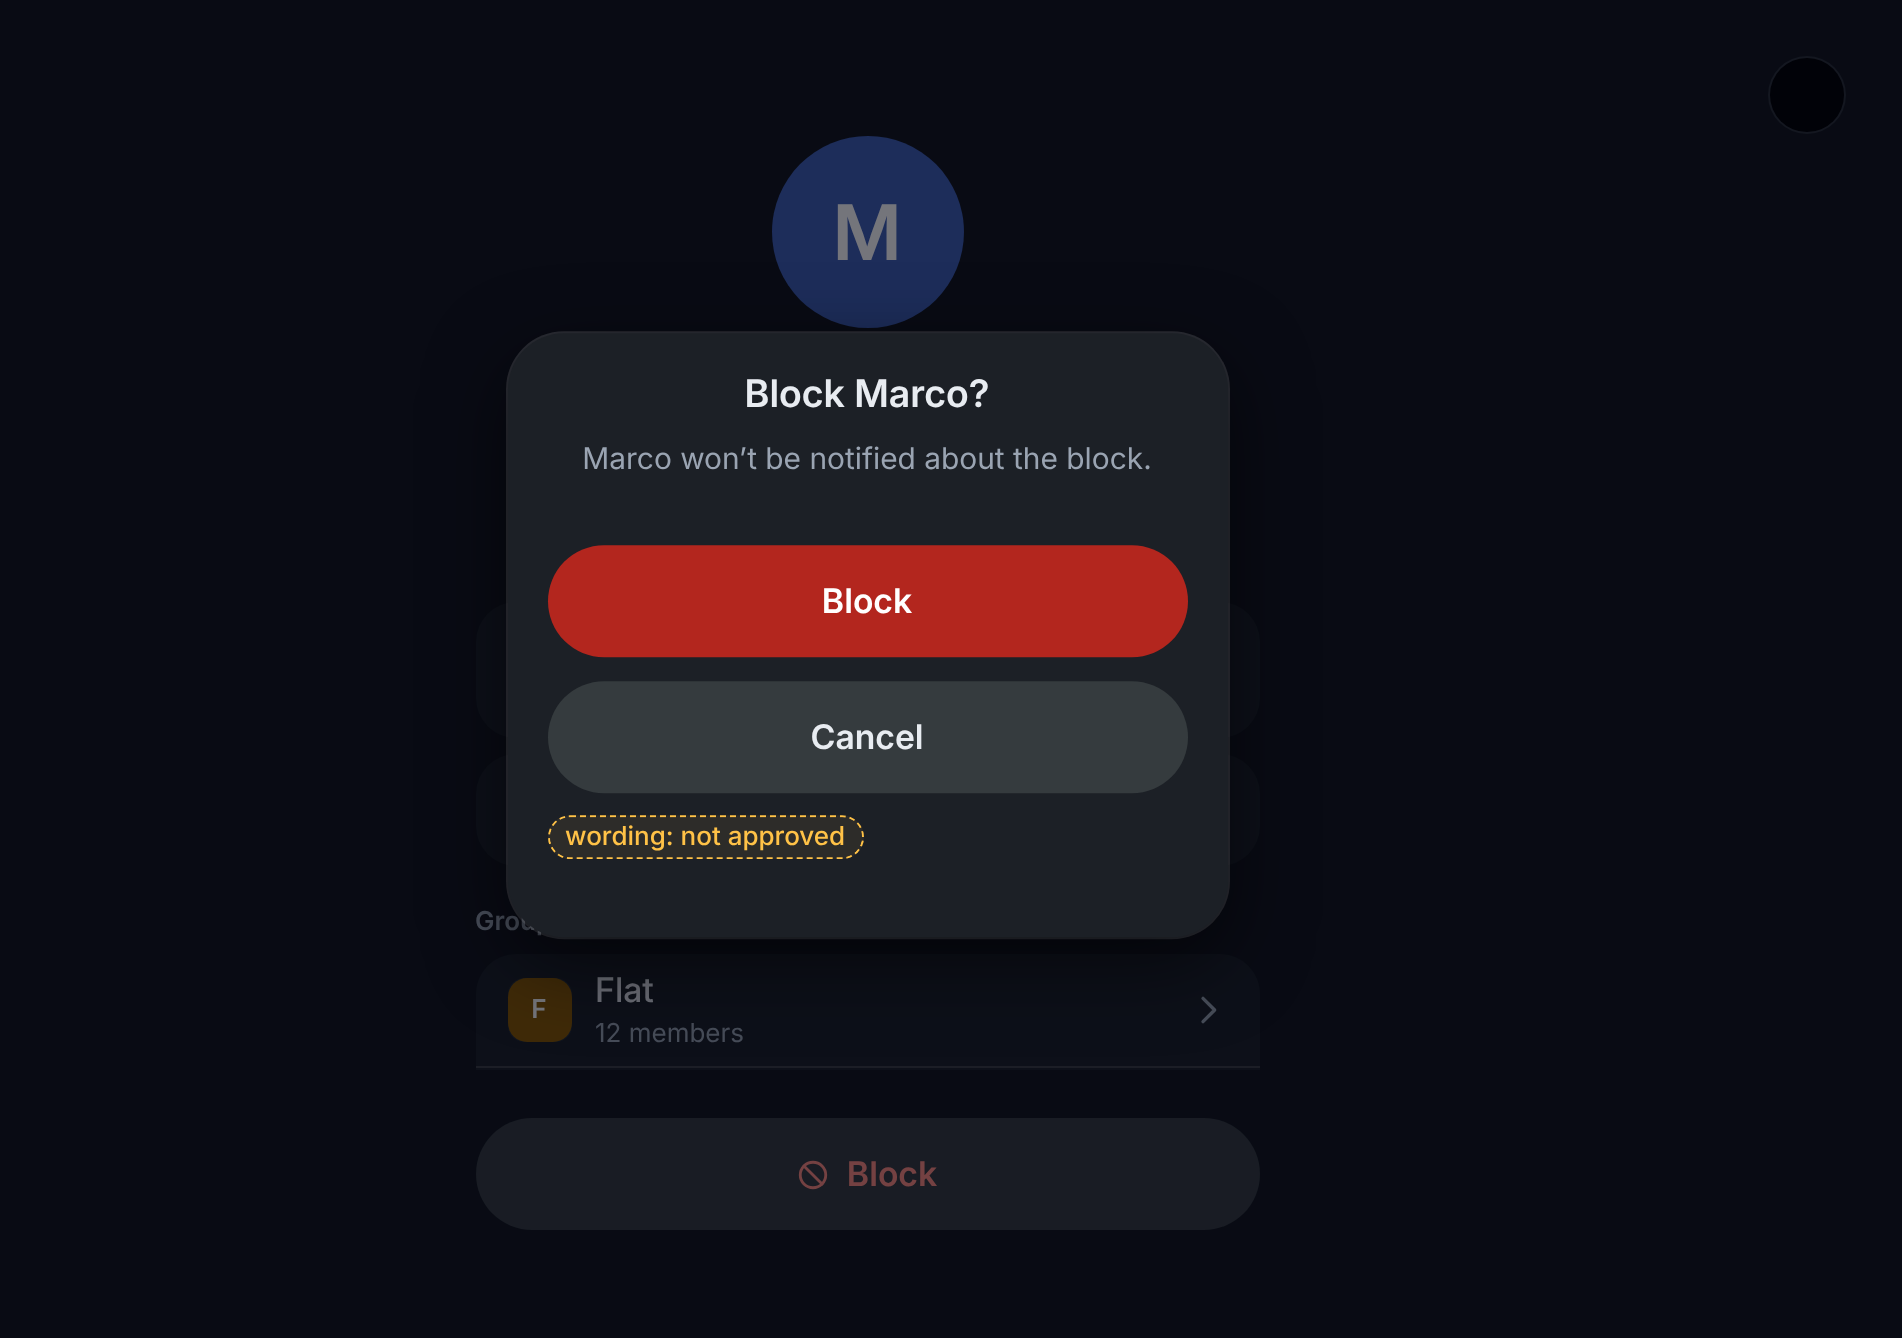 M
Block Marco?
Marco won’t be notified about the block.
Block
Cancel
wording: not approved
F
Flat
12 members
Block